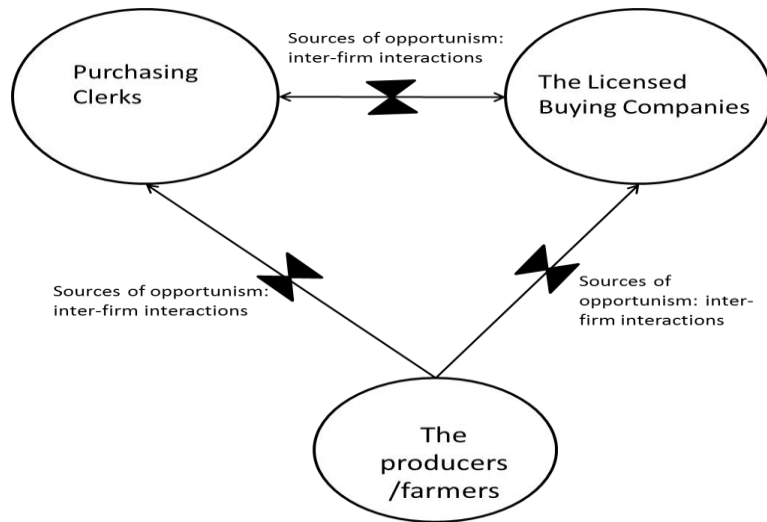 Sources of opportunism:
inter-firm interactions
Purchasing
Clerks
The Licensed
Buying Companies
Sources of opportunism:
inter-firm interactions
Sources of
opportunism: inter-
firm interactions
The
producers
/farmers